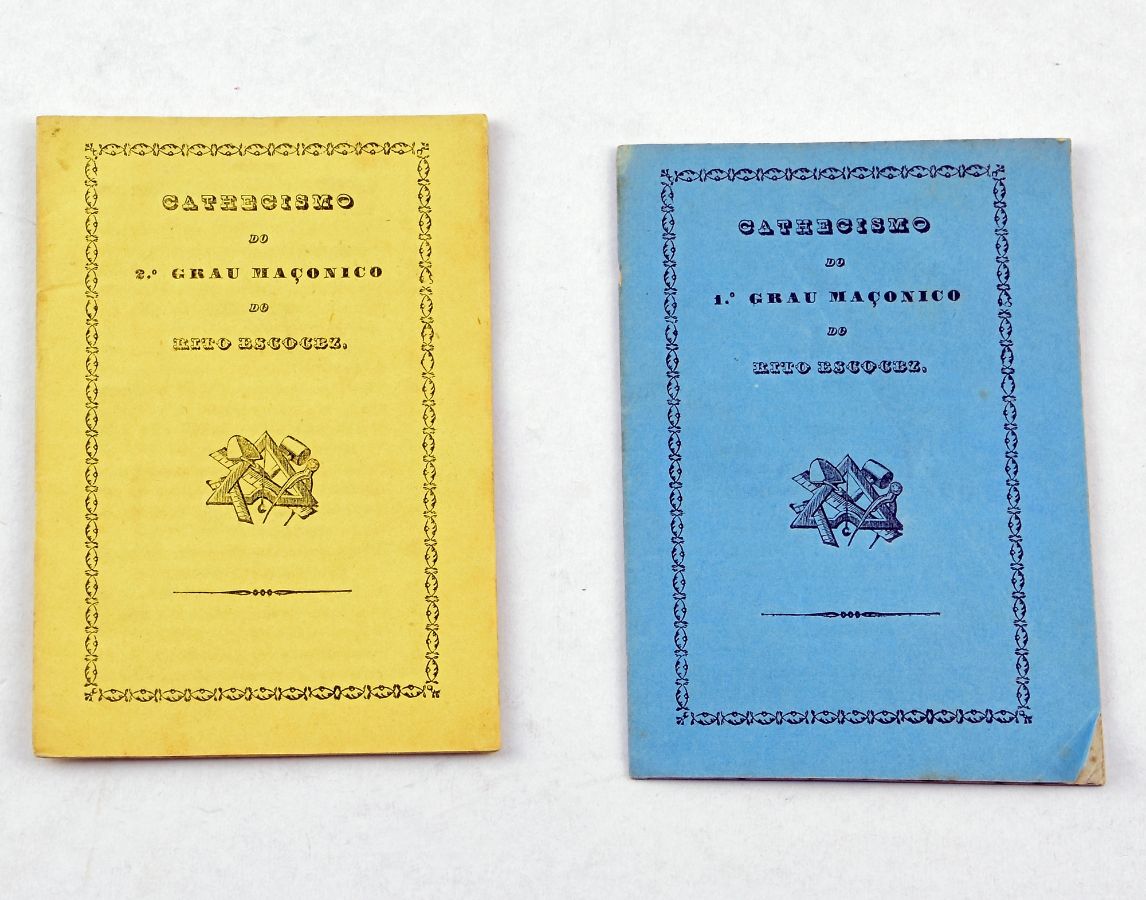 CATHECISMO
DO
2.º GRAU MAÇONICO
DO
RITO ESCOCEZ.
CATHECISMO
DO
1.º GRAU MAÇONICO
DO
RITO ESCOCEZ.